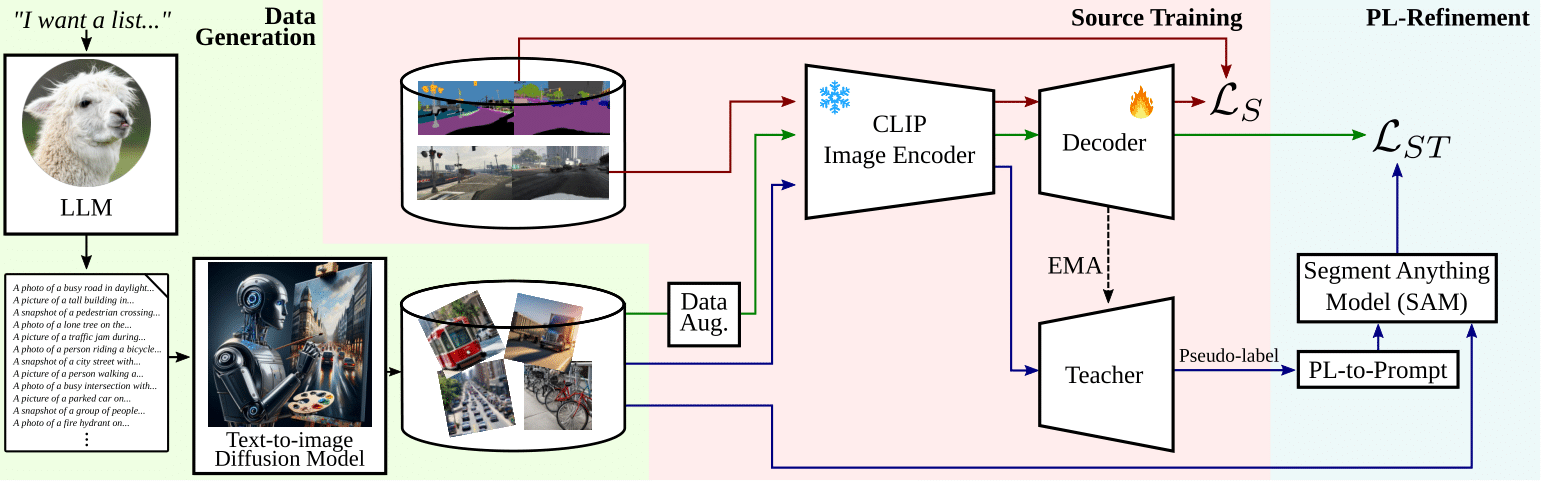 "I want a list..."
Data
Generation
Source Training
PL-Refinement
LLM
A photo of a busy road in daylight...
A picture of a tall building in...
A snapshot of a pedestrian crossing...
A photo of a lone tree on the...
A picture of a traffic jam during...
A photo of a person riding a bicycle...
A snapshot of a city street with...
A picture of a person walking a...
A photo of a busy intersection with...
A picture of a parked car on...
A snapshot of a group of people...
A photo of a fire hydrant on...
⋮
Text-to-image
Diffusion Model
Data
Aug.
CLIP
Image Encoder
Decoder
EMA
Teacher
ℒS
ℒST
Pseudo-label
Segment Anything
Model (SAM)
PL-to-Prompt